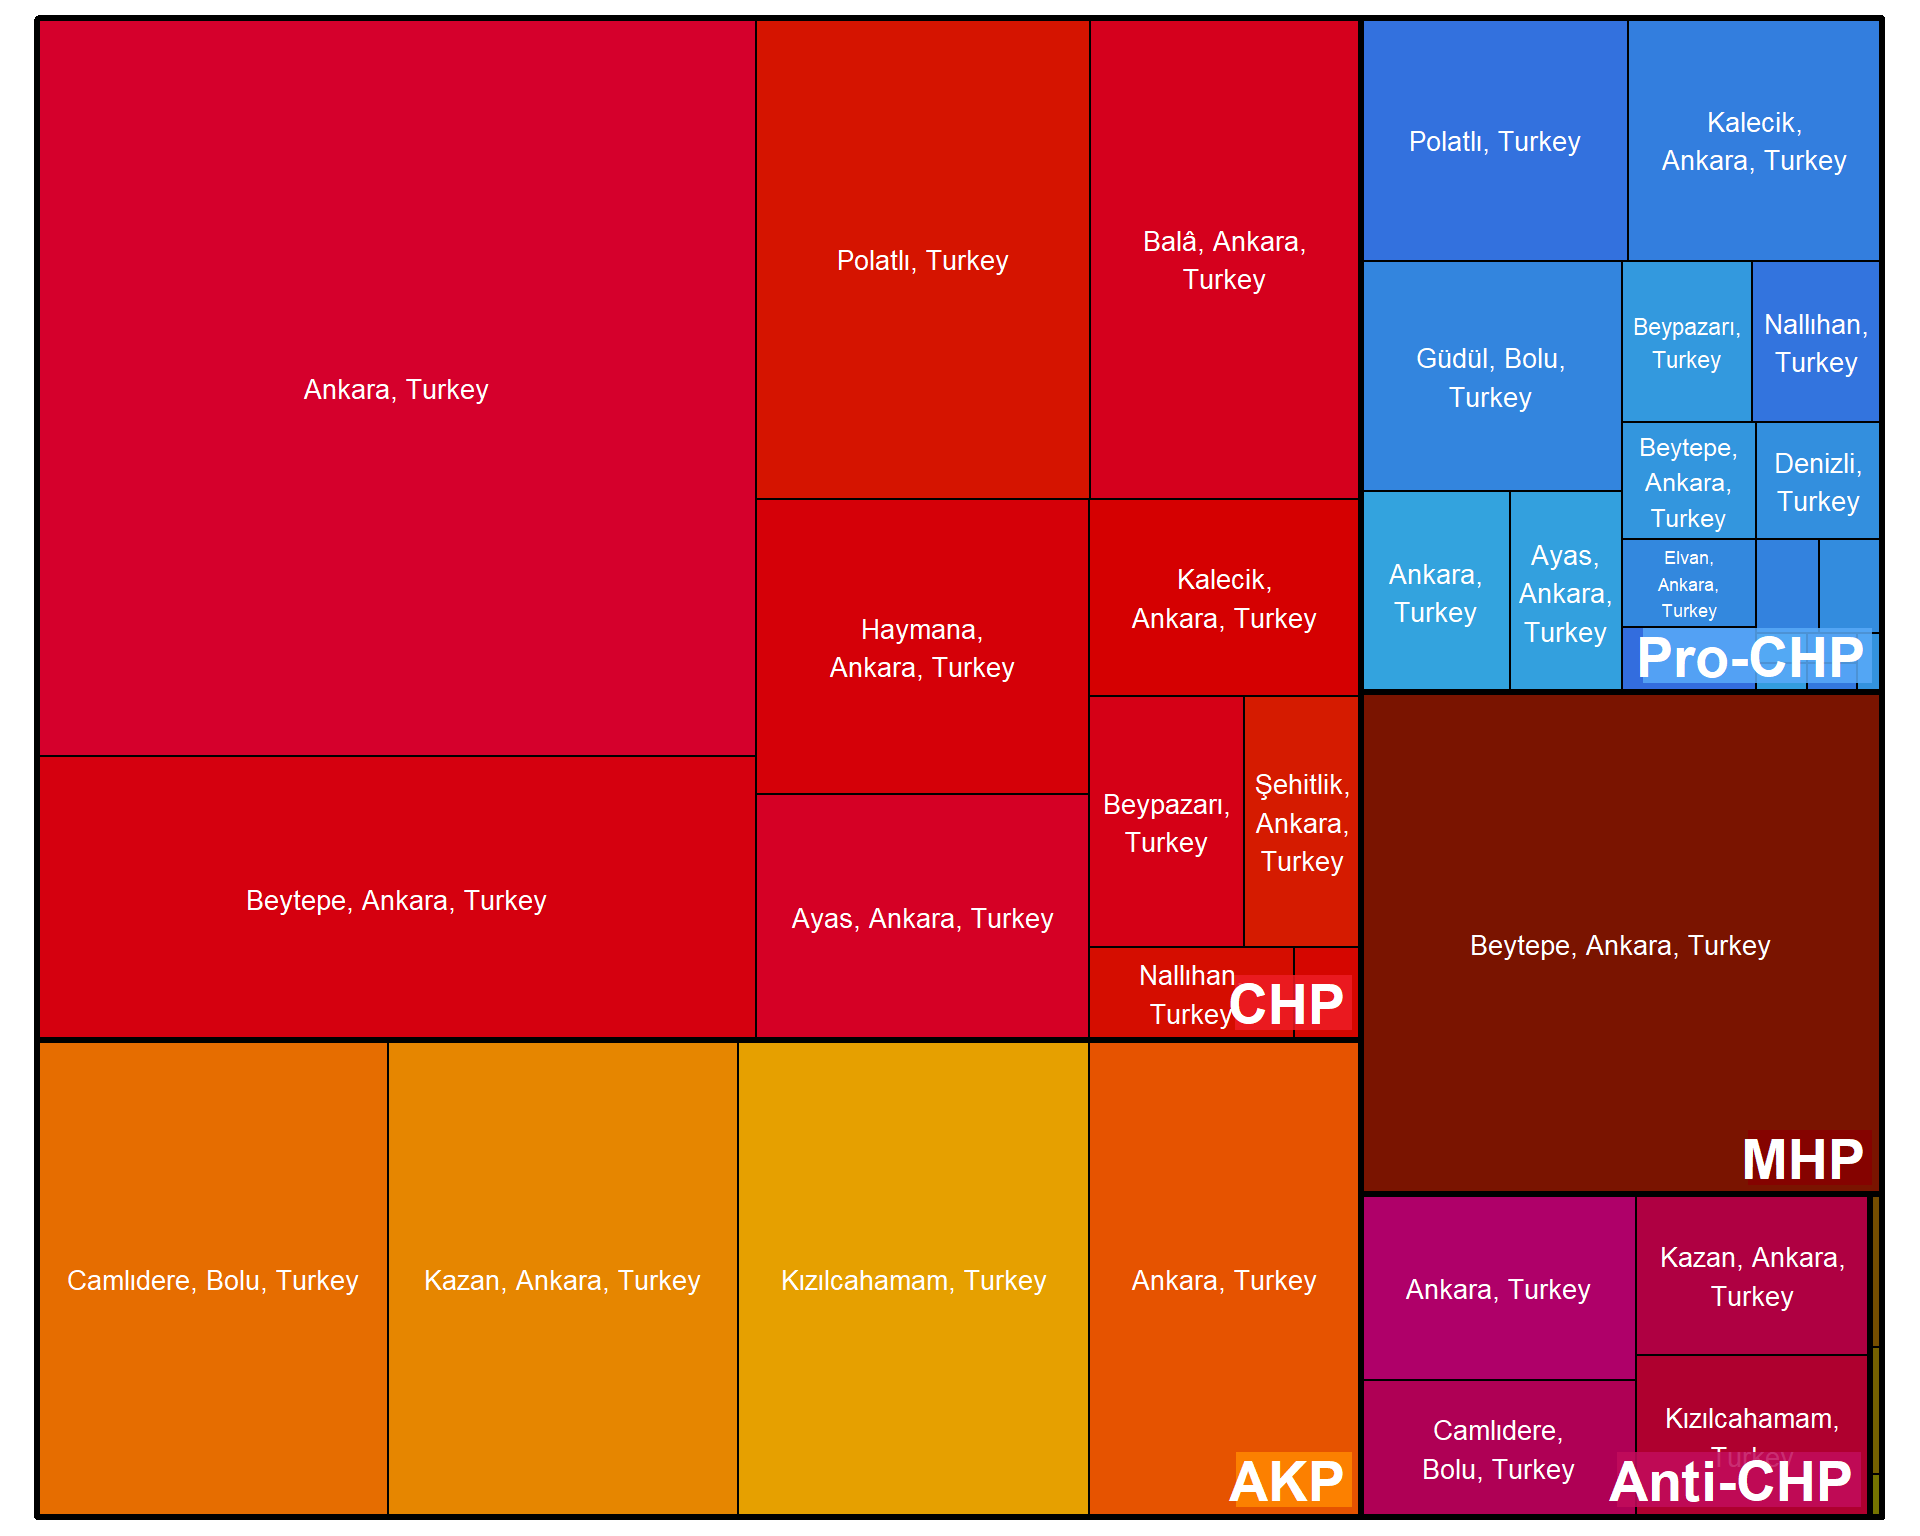 Ankara, Turkey
Beytepe, Ankara, Turkey
Polatlı, Turkey
Balâ, Ankara,
Turkey
Haymana,
Ankara, Turkey
Ayas, Ankara, Turkey
Kalecik,
Ankara, Turkey
Beypazarı,
Turkey
Şehitlik,
Ankara,
Turkey
Nallıhan
Turkey
CHP
Camlıdere, Bolu, Turkey
Kazan, Ankara, Turkey
Kızılcahamam, Turkey
Ankara, Turkey
AKP
Polatlı, Turkey
Kalecik,
Ankara, Turkey
Güdül, Bolu,
Turkey
Beypazarı,
Turkey
Nallıhan,
Turkey
Ankara,
Turkey
Ayas,
Ankara,
Turkey
Beytepe,
Ankara,
Turkey
Denizli,
Turkey
Elvan,
Ankara,
Turkey
Pro-CHP
Beytepe, Ankara, Turkey
MHP
Ankara, Turkey
Kazan, Ankara,
Turkey
Camlıdere,
Bolu, Turkey
Kızılcahamam,
Turkey
Anti-CHP